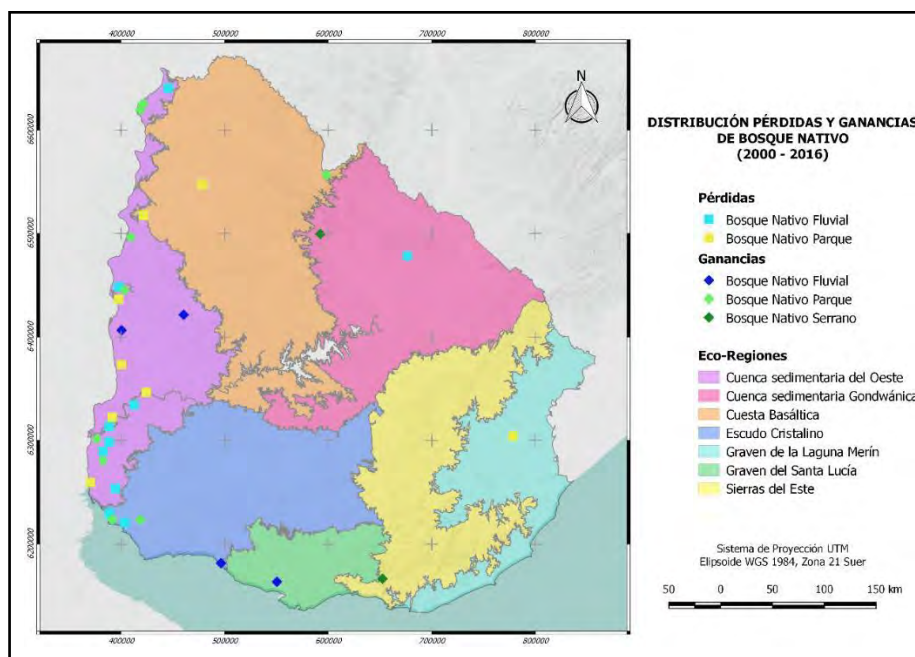 400000 500000 600000 700000 800000
N
6600000
6500000
6400000
6300000
6200000
400000 500000 600000 700000 800000
DISTRIBUCIÓN PÉRDIDAS Y GANANCIAS
DE BOSQUE NATIVO
(2000 - 2016)
Pérdidas
Bosque Nativo Fluvial
Bosque Nativo Parque
Ganancias
Bosque Nativo Fluvial
Bosque Nativo Parque
Bosque Nativo Serrano
Eco-Regiones
Cuenca sedimentaria del Oeste
Cuenca sedimentaria Gondwánica
Cuesta Basáltica
Escudo Cristalino
Graven de la Laguna Merín
Graven del Santa Lucía
Sierras del Este
Sistema de Proyección UTM
Elipsoide WGS 1984, Zona 21 Suer
50 0 50 100 150 km